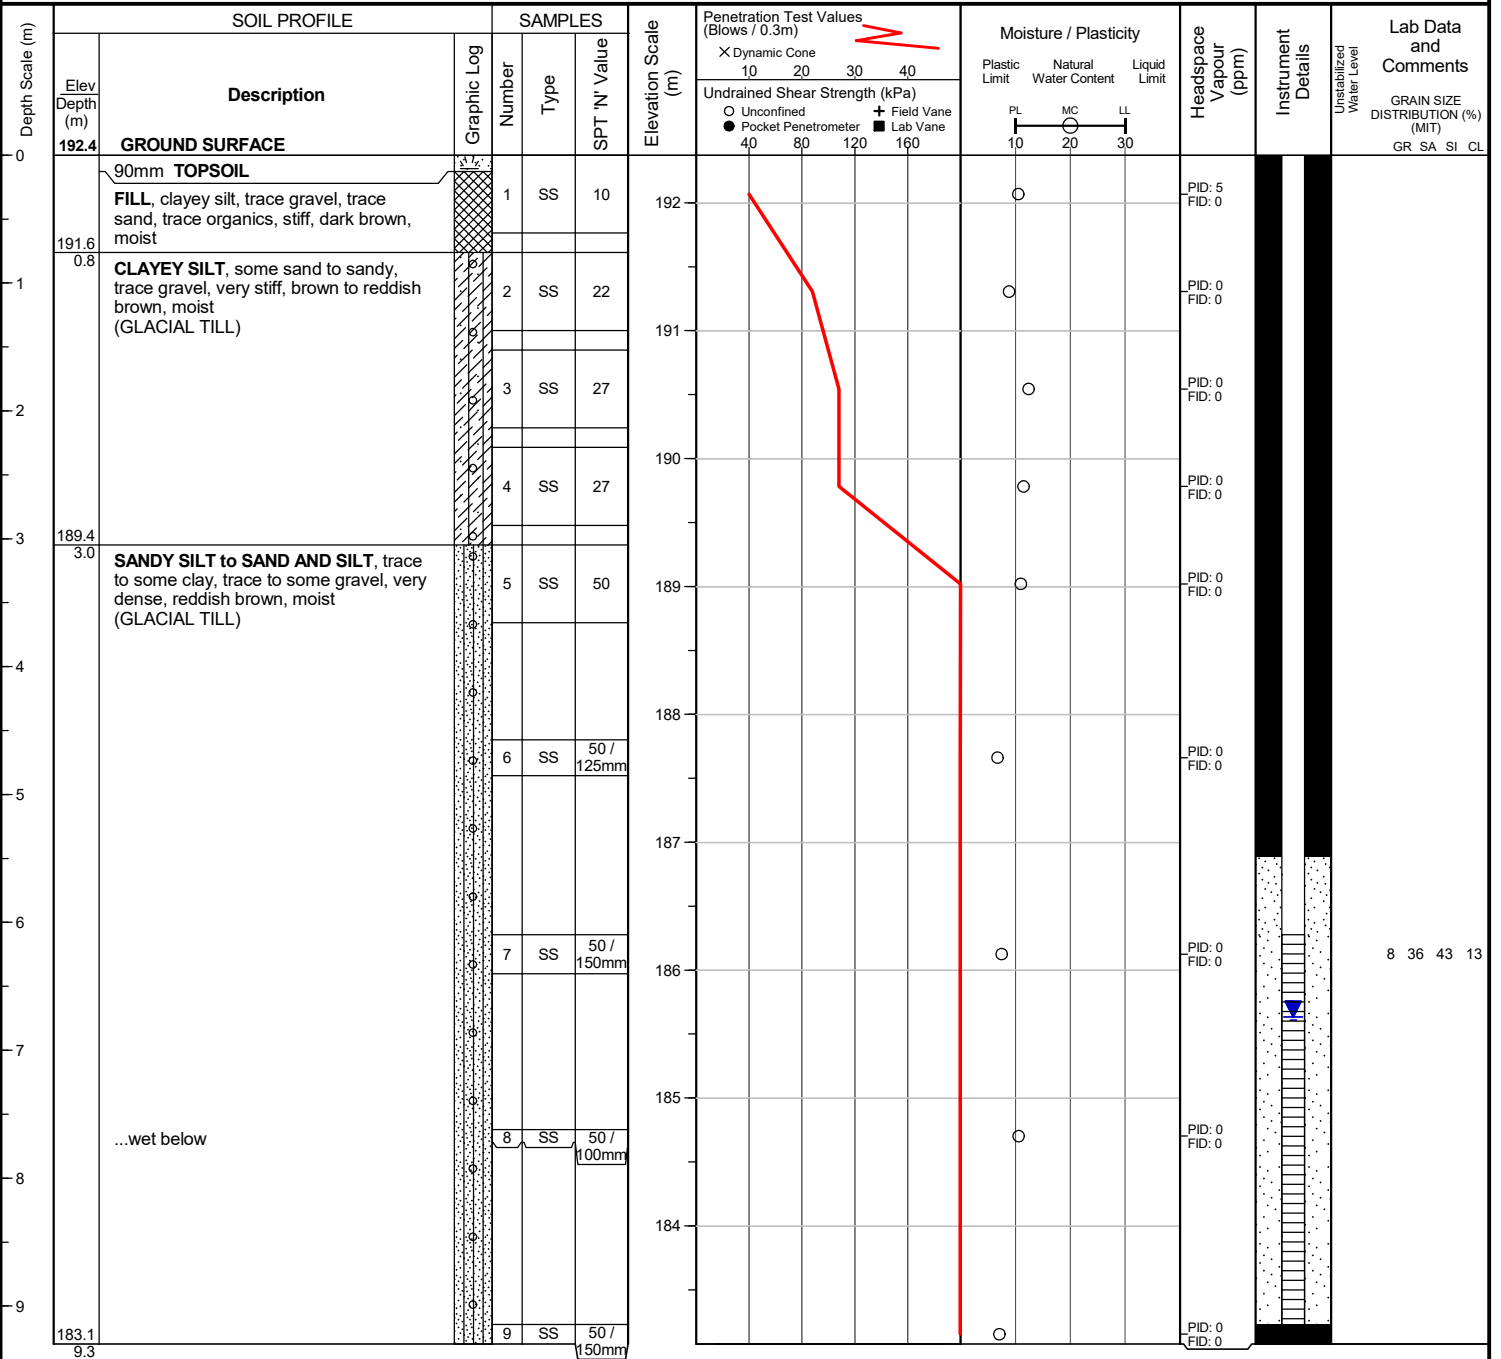 Depth Scale (m)
SOIL PROFILE
Elev
Depth
(m)
Description
Graphic Log
192.4 GROUND SURFACE
SAMPLES
Number
Type
SPT 'N' Value
Elevation Scale
(m)
Penetration Test Values
(Blows / 0.3m)
Dynamic Cone
10 20 30 40
Undrained Shear Strength (kPa)
Unconfined Field Vane
Pocket Penetrometer Lab Vane
40 80 120 160
Moisture / Plasticity
Plastic
Limit
Natural
Water Content
Liquid
Limit
PL MC LL
10 20 30
Headspace
Vapour
(ppm)
Instrument
Details
Unstabilized
Water Level
Lab Data
and
Comments
GRAIN SIZE
DISTRIBUTION (%)
(MIT)
GR SA SI CL
0
90mm TOPSOIL
FILL, clayey silt, trace gravel, trace
sand, trace organics, stiff, dark brown,
moist
1 SS 10
192
PID: 5
FID: 0
191.6
0.8
CLAYEY SILT, some sand to sandy,
trace gravel, very stiff, brown to reddish
brown, moist
(GLACIAL TILL)
1
2 SS 22
PID: 0
FID: 0
191
3 SS 27
PID: 0
FID: 0
2
190
4 SS 27
PID: 0
FID: 0
3
189.4
3.0
SANDY SILT to SAND AND SILT, trace
to some clay, trace to some gravel, very
dense, reddish brown, moist
(GLACIAL TILL)
5 SS 50
189
PID: 0
FID: 0
4
188
6 SS 50 /
125mm
PID: 0
FID: 0
5
187
6
7 SS 50 /
150mm
PID: 0
FID: 0
8 36 43 13
186
7
185
...wet below
8 SS 50 /
100mm
PID: 0
FID: 0
8
184
9
183.1
9.3
9 SS 50 /
150mm
PID: 0
FID: 0